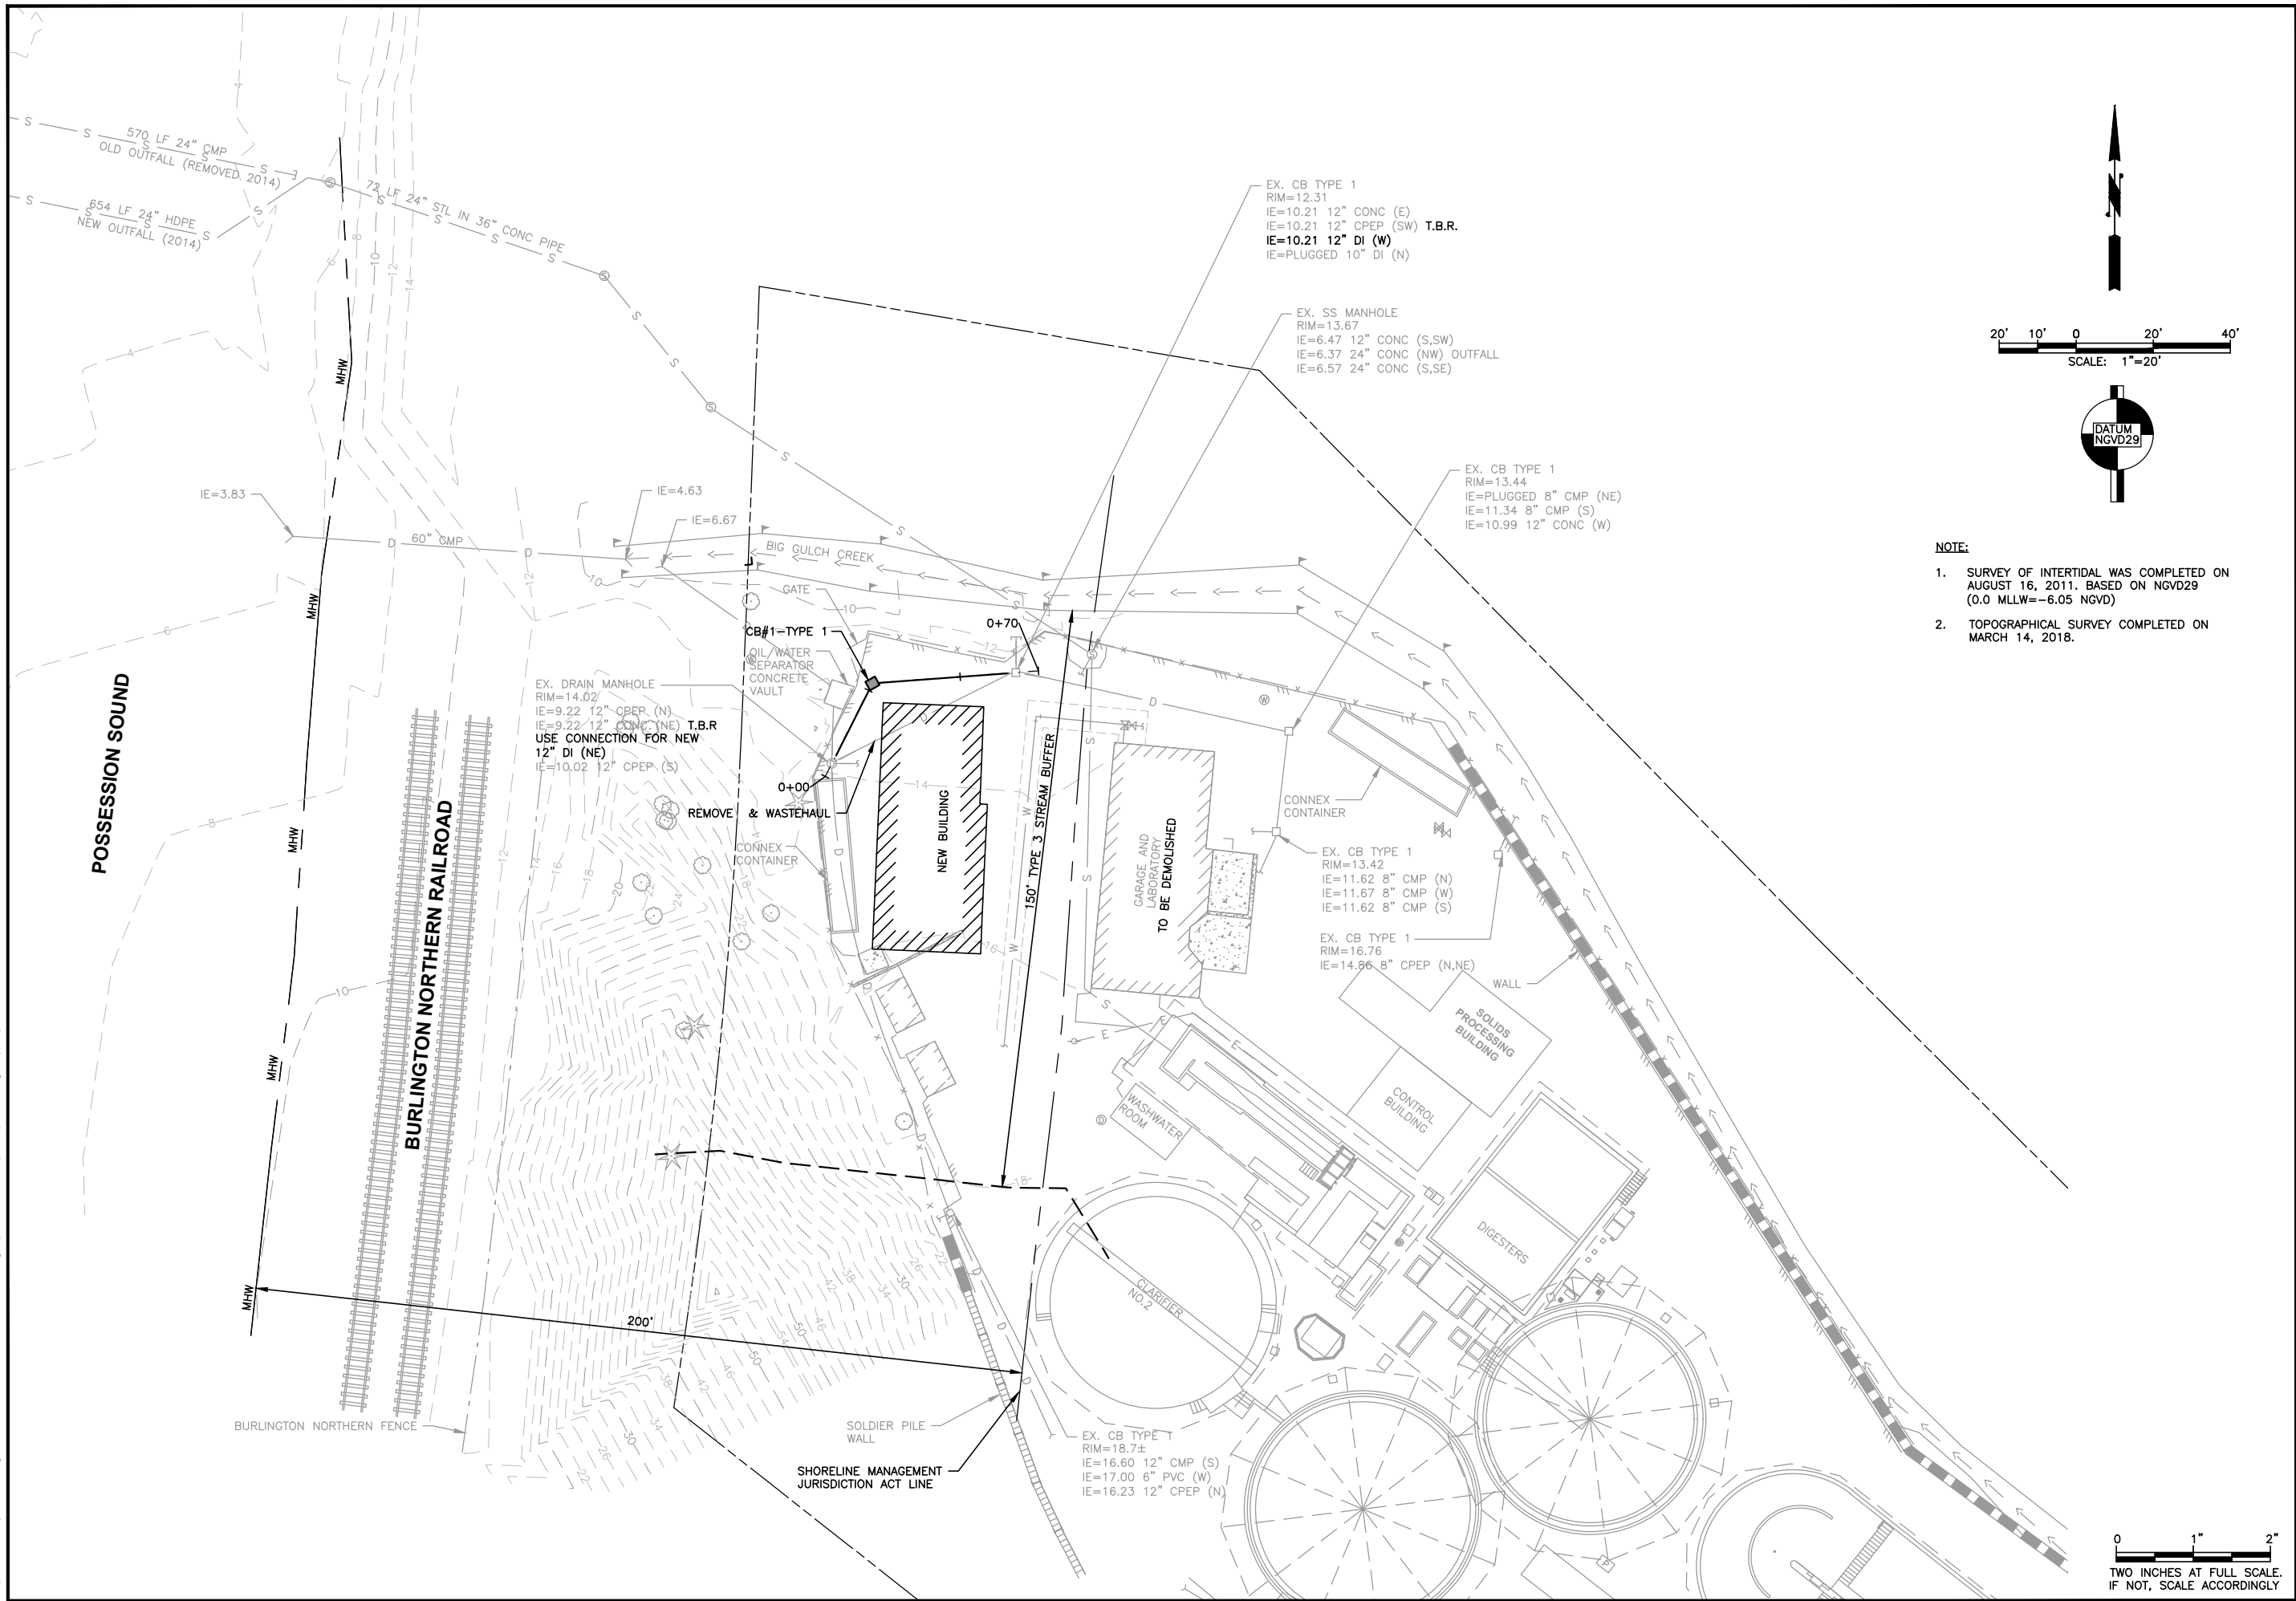 570 LF 24" CMP
OLD OUTFALL (REMOVED 2014)
654 LF 24" HDPE
NEW OUTFALL (2014)
72 LF 24" STL IN 36" CONC PIPE
EX. CB TYPE 1
RIM=12.31
IE=10.21 12" CONC (E)
IE=10.21 12" CPEP (SW) T.B.R.
IE=10.21 12" DI (W)
IE=PLUGGED 10" DI (N)
EX. SS MANHOLE
RIM=13.67
IE=6.47 12" CONC (S,SW)
IE=6.37 24" CONC (NW) OUTFALL
IE=6.57 24" CONC (S,SE)
N
20' 10' 0 20' 40'
SCALE: 1"=20'
DATUM
NGVD29
EX. CB TYPE 1
RIM=13.44
IE=PLUGGED 8" CMP (NE)
IE=11.34 8" CMP (S)
IE=10.99 12" CONC (W)
NOTE:
1. SURVEY OF INTERTIDAL WAS COMPLETED ON
AUGUST 16, 2011. BASED ON NGVD29
(0.0 MLLW=-6.05 NGVD)
2. TOPOGRAPHICAL SURVEY COMPLETED ON
MARCH 14, 2018.
IE=3.83
IE=4.63
IE=6.67
60" CMP
BIG GULCH CREEK
GATE
CB#1-TYPE 1
0+70
OIL/WATER
SEPARATOR
CONCRETE
VAULT
EX. DRAIN MANHOLE
RIM=14.02
IE=9.22 12" CPEP (N)
IE=9.22 12" CONC. (NE) T.B.R
USE CONNECTION FOR NEW
12" DI (NE)
IE=10.02 12" CPEP (S)
0+00
REMOVE & WASTEHAUL
CONNEX
CONTAINER
NEW BUILDING
150' TYPE 3 STREAM BUFFER
GARAGE AND
LABORATORY
TO BE DEMOLISHED
CONNEX
CONTAINER
EX. CB TYPE 1
RIM=13.42
IE=11.62 8" CMP (N)
IE=11.67 8" CMP (W)
IE=11.62 8" CMP (S)
EX. CB TYPE 1
RIM=16.76
IE=14.86 8" CPEP (N,NE)
WALL
POSSESSION SOUND
BURLINGTON NORTHERN RAILROAD
MHW
MHW
MHW
MHW
MHW
SOLIDS
PROCESSING
BUILDING
CONTROL
BUILDING
WASHWATER
ROOM
DIGESTERS
CLARIFIER
NO.2
200'
BURLINGTON NORTHERN FENCE
SOLDIER PILE
WALL
SHORELINE MANAGEMENT
JURISDICTION ACT LINE
EX. CB TYPE 1
RIM=18.7±
IE=16.60 12" CMP (S)
IE=17.00 6" PVC (W)
IE=16.23 12" CPEP (N)
0 1" 2"
TWO INCHES AT FULL SCALE.
IF NOT, SCALE ACCORDINGLY